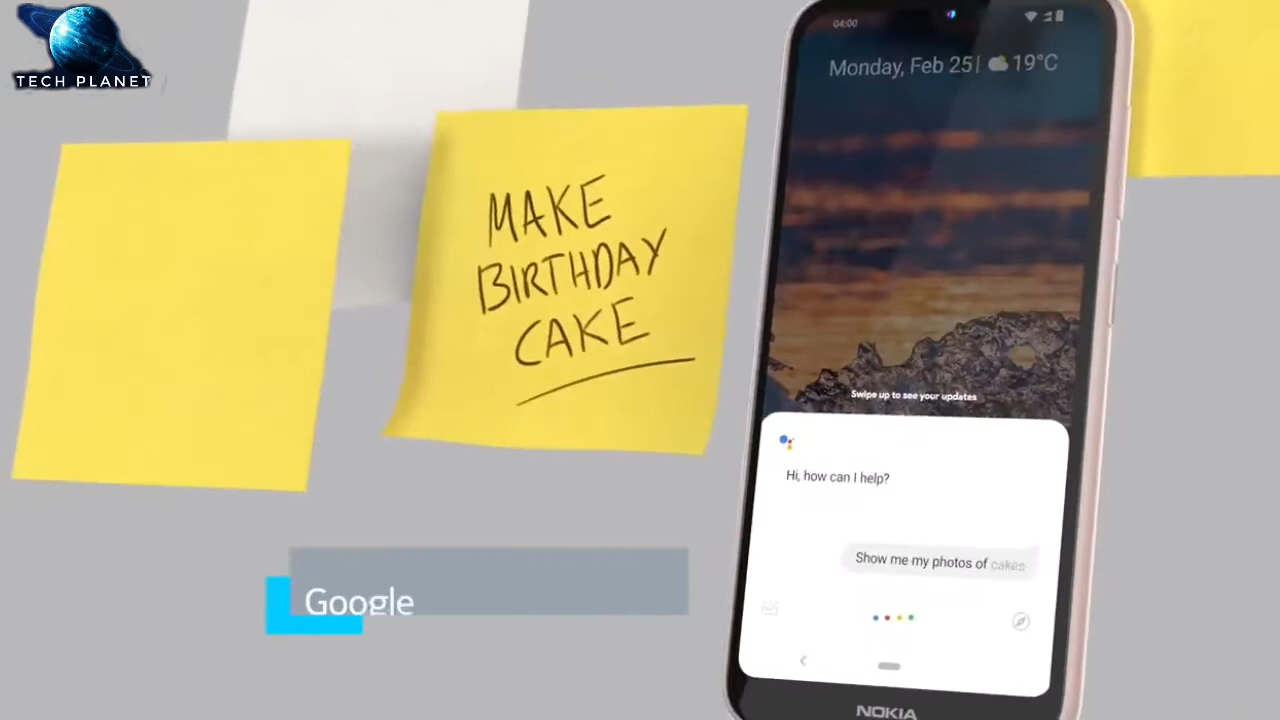 TECH PLANET
MAKE
BIRTHDAY
CAKE
Google
04:00
Monday, Feb 25| 19°C
Swipe up to see your updates
Hi, how can I help?
Show me my photos of cakes
NOKIA